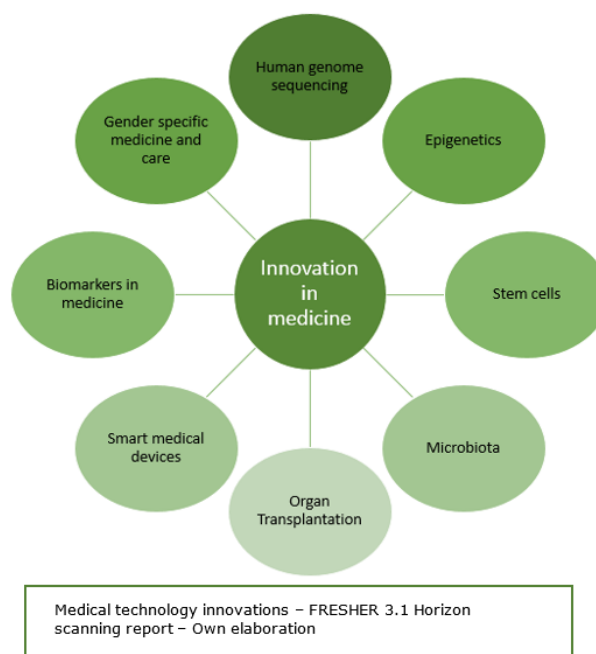 Human genome
sequencing
Epigenetics
Stem cells
Microbiota
Organ
Transplantation
Smart medical
devices
Biomarkers in
medicine
Gender specific
medicine and
care
Innovation
in
medicine
Medical technology innovations – FRESHER 3.1 Horizon
scanning report – Own elaboration